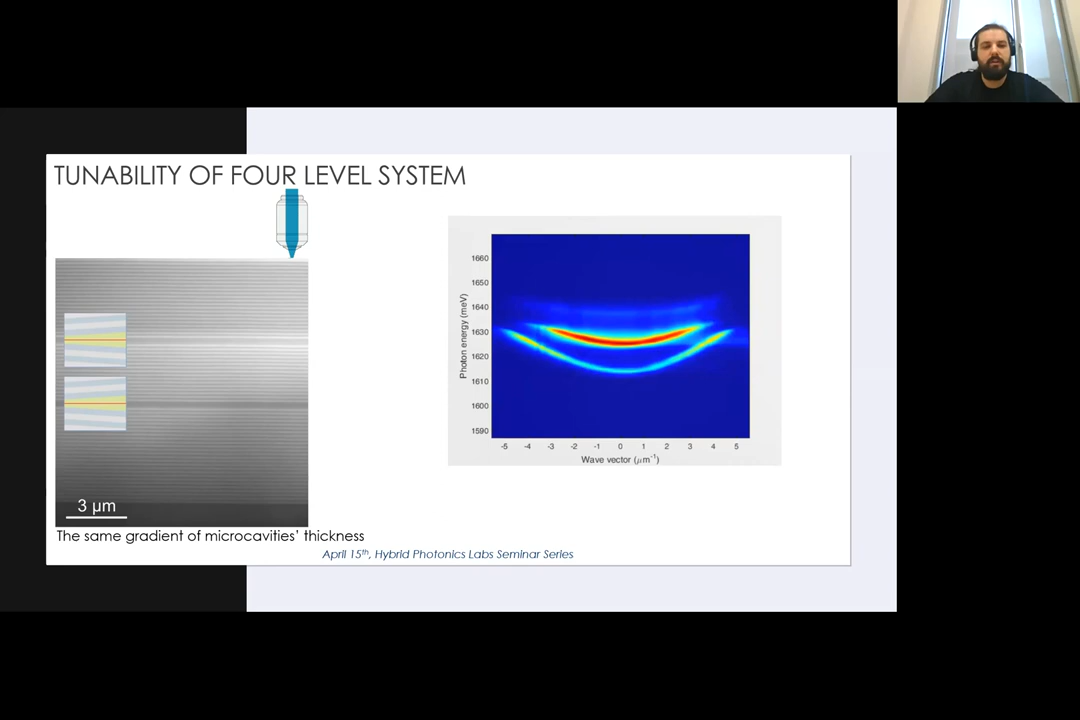 TUNABILITY OF FOUR LEVEL SYSTEM
3 µm
The same gradient of microcavities' thickness
Photon energy (meV)
1660
1650
1640
1630
1620
1610
1600
1590
-5 -4 -3 -2 -1 0 1 2 3 4 5
Wave vector (µm⁻¹)
April 15ᵗʰ, Hybrid Photonics Labs Seminar Series